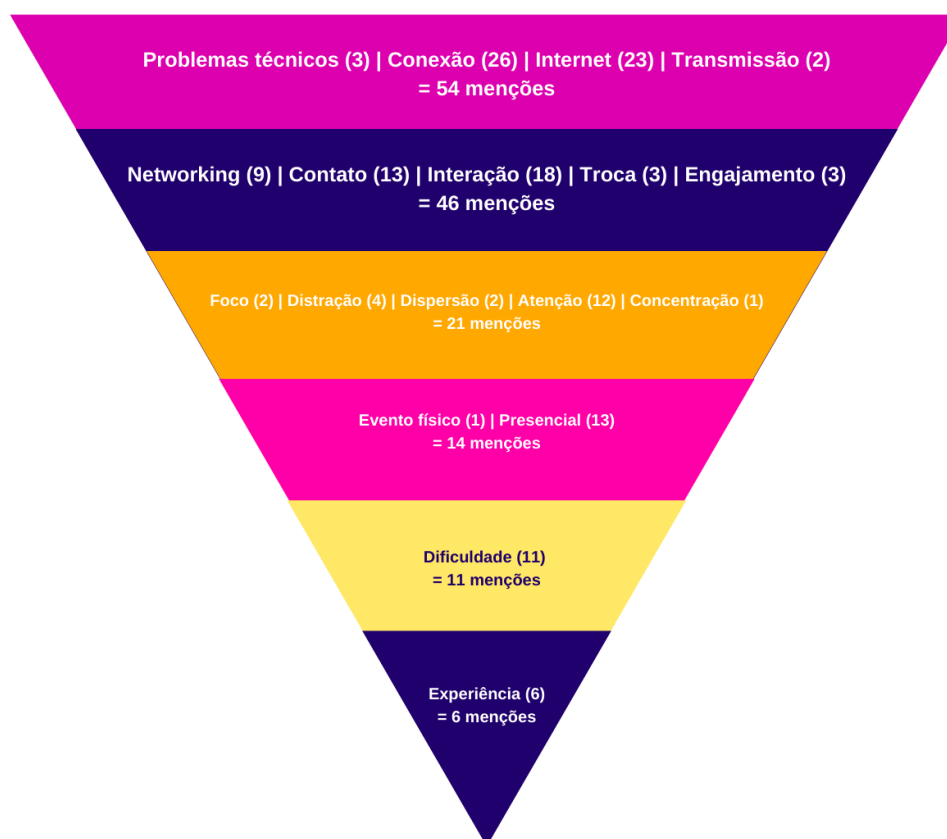 Problemas técnicos (3) | Conexão (26) | Internet (23) | Transmissão (2)
= 54 menções
Networking (9) | Contato (13) | Interação (18) | Troca (3) | Engajamento (3)
= 46 menções
Foco (2) | Distração (4) | Dispersão (2) | Atenção (12) | Concentração (1)
= 21 menções
Evento físico (1) | Presencial (13)
= 14 menções
Dificuldade (11)
= 11 menções
Experiência (6)
= 6 menções